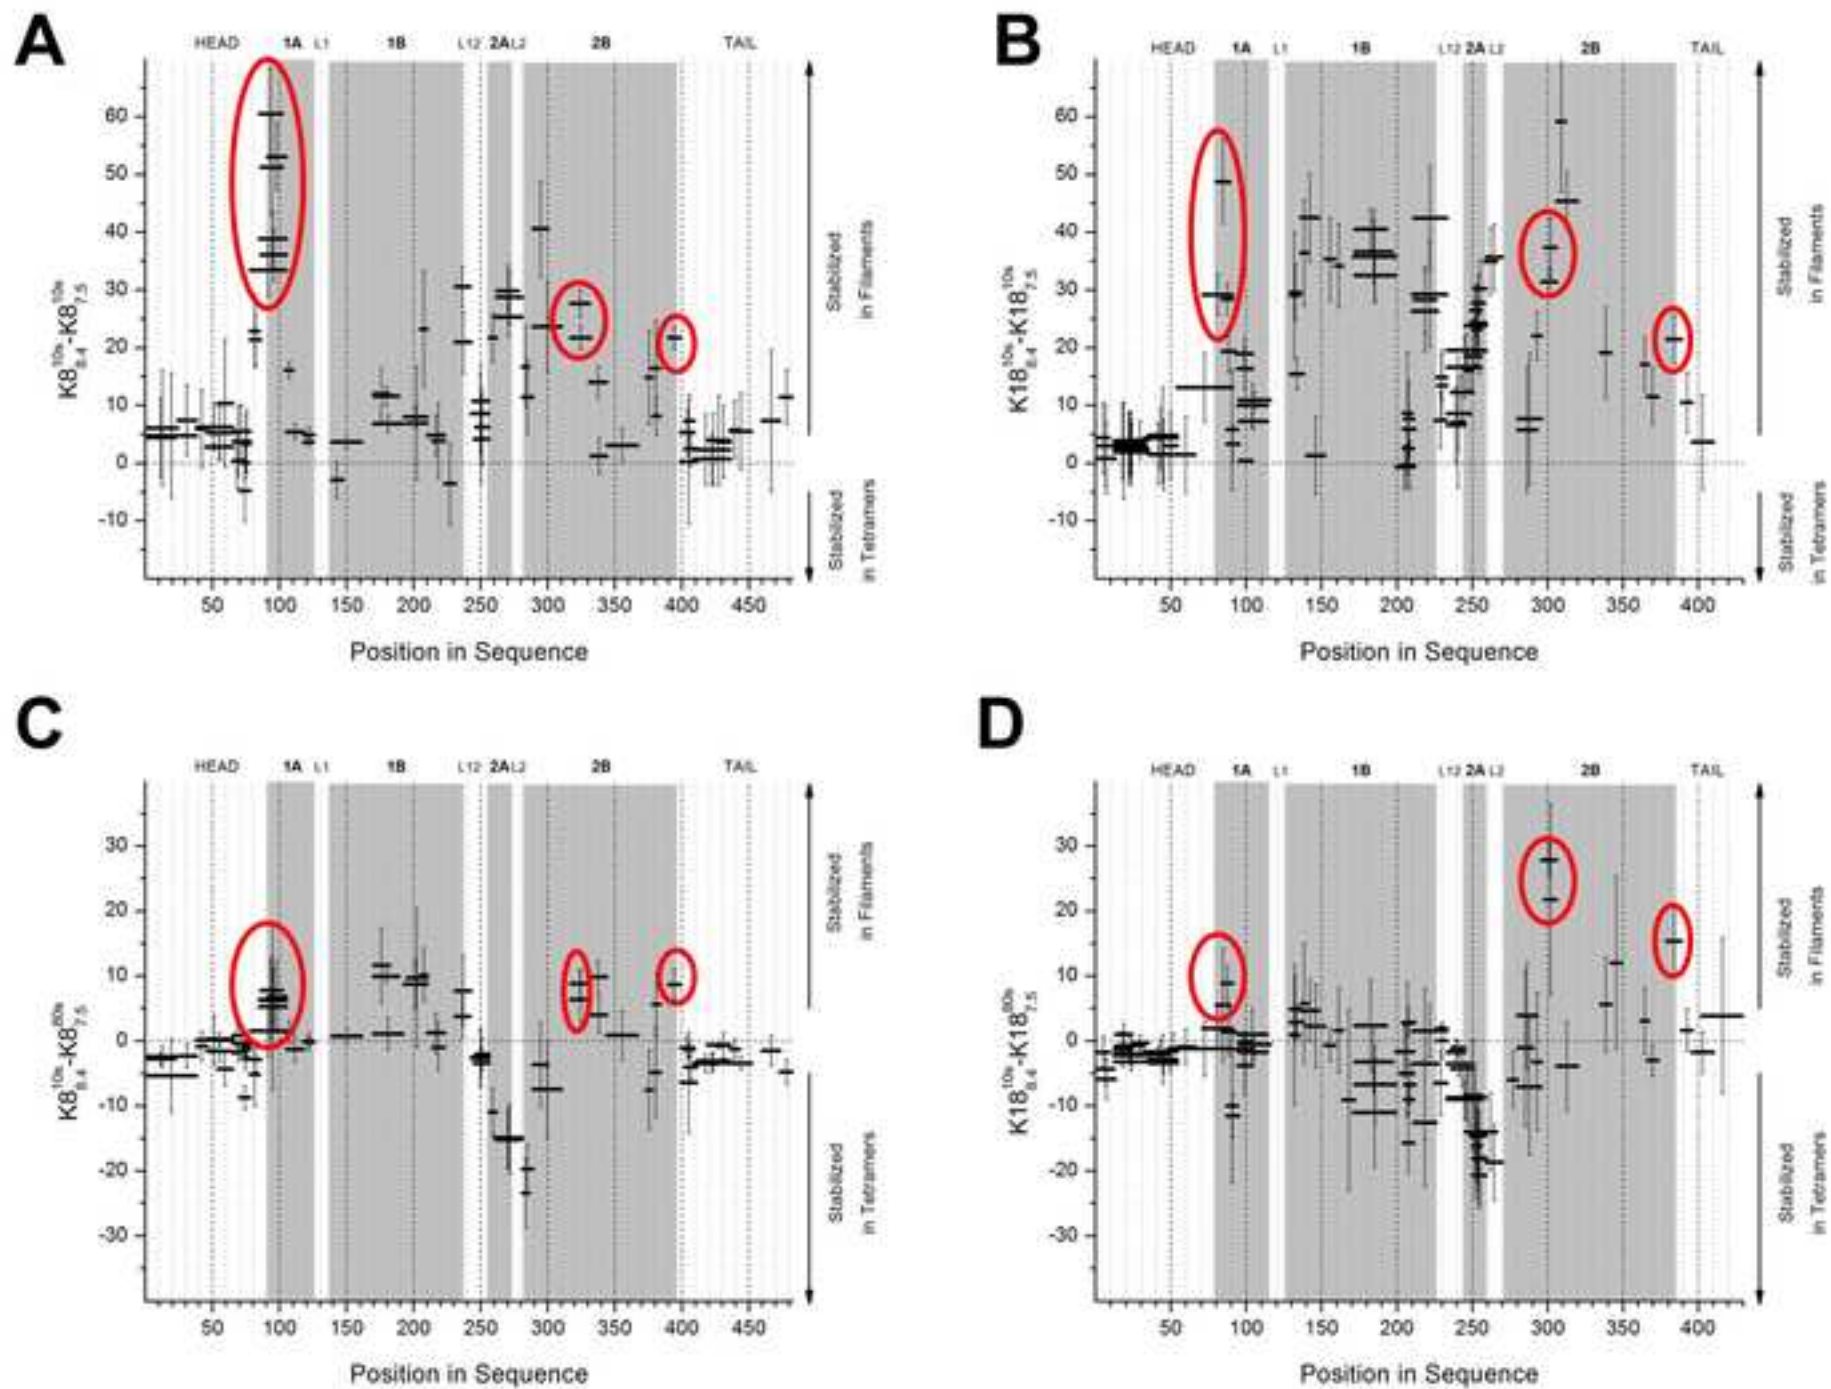 A
B
HEAD 1A L1 1B L12 2A L2 2B TAIL
HEAD 1A L1 1B L12 2A L2 2B TAIL
60
50
40
30
20
10
0
-10
Stabilized
in Filaments
Stabilized
in Tetramers
50 100 150 200 250 300 350 400 450
Position in Sequence
60
50
40
30
20
10
0
-10
Stabilized
in Filaments
Stabilized
in Tetramers
50 100 150 200 250 300 350 400
Position in Sequence
C
D
HEAD 1A L1 1B L12 2A L2 2B TAIL
HEAD 1A L1 1B L12 2A L2 2B TAIL
30
20
10
0
-10
-20
-30
Stabilized
in Filaments
Stabilized
in Tetramers
50 100 150 200 250 300 350 400 450
Position in Sequence
30
20
10
0
-10
-20
-30
Stabilized
in Filaments
Stabilized
in Tetramers
50 100 150 200 250 300 350 400
Position in Sequence